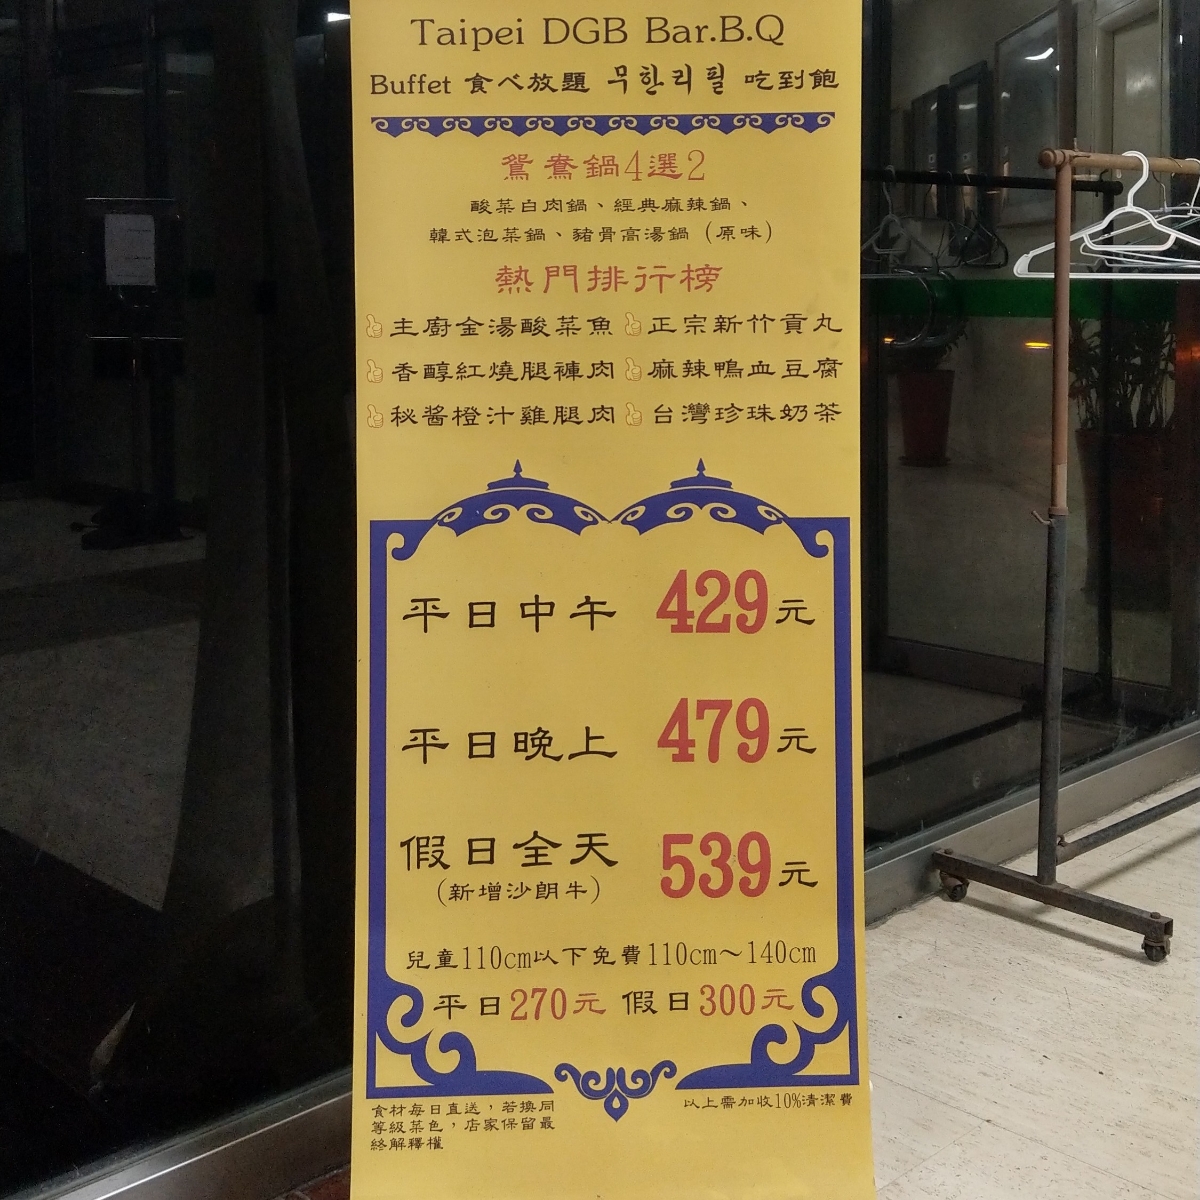 Taipei DGB Bar.B.Q
Buffet 食べ放題 무한리필 吃到飽
鴛鴦鍋4選2
酸菜白肉鍋、經典麻辣鍋、
韓式泡菜鍋、豬骨高湯鍋（原味）
熱門排行榜
主廚金湯酸菜魚 正宗新竹貢丸
香醇紅燒腿褲肉 麻辣鴨血豆腐
秘醬橙汁雞腿肉 台灣珍珠奶茶
平日中午 429元
平日晚上 479元
假日全天 539元
（新增沙朗牛）
兒童110cm以下免費110cm～140cm
平日270元 假日300元
食材每日直送，若換同
等級菜色，店家保留最
終解釋權
以上需加收10%清潔費